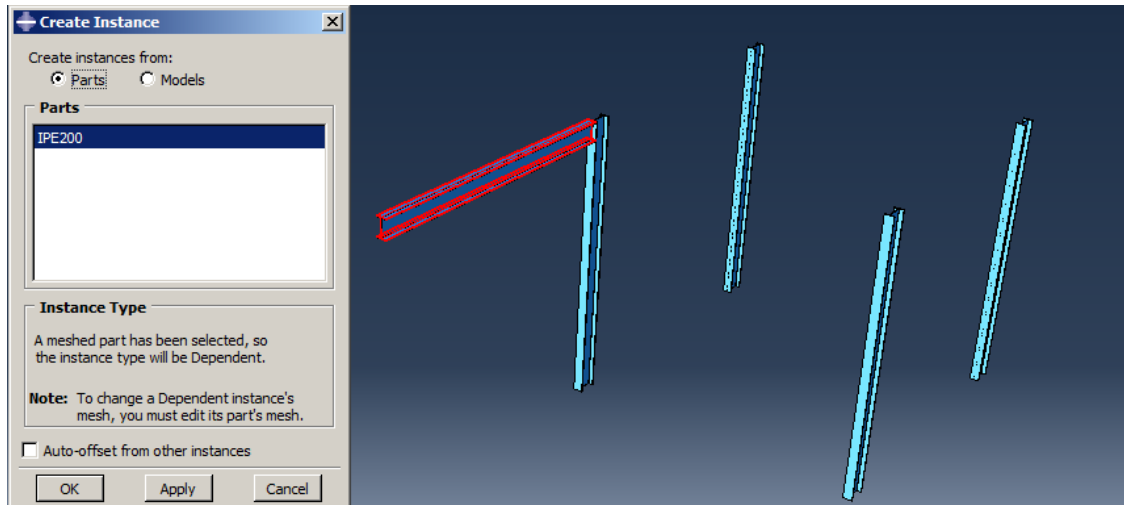 Create Instance
Create instances from:
Parts Models
Parts
IPE200
Instance Type
A meshed part has been selected, so
the instance type will be Dependent.
Note: To change a Dependent instance's
mesh, you must edit its part's mesh.
Auto-offset from other instances
OK Apply Cancel